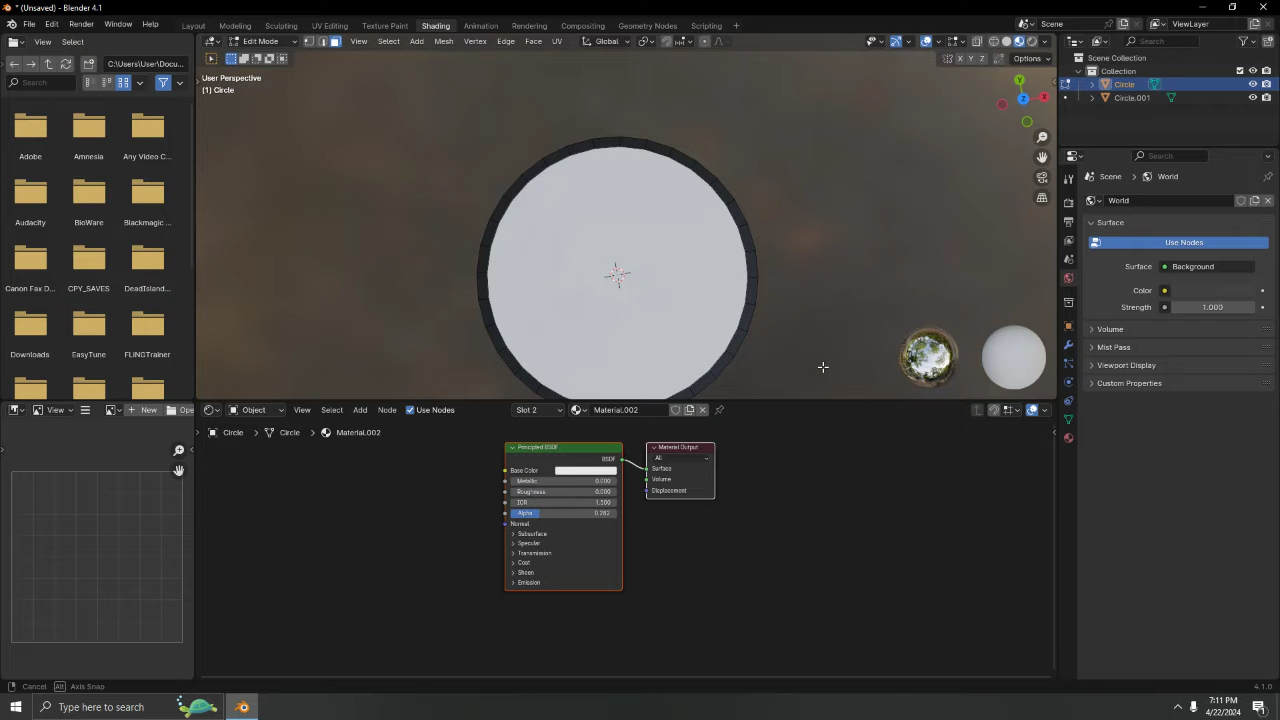 * (Unsaved) - Blender 4.1
File Edit Render Window Help
Layout Modeling Sculpting UV Editing Texture Paint Shading Animation Rendering Compositing Geometry Nodes Scripting
Scene ViewLayer
View Select
Edit Mode View Select Add Mesh Vertex Edge Face UV Global
Search
C:\Users\User\Docu...
Options
Search
User Perspective
(1) Circle
Y
X
Z
X Y Z
Scene Collection
Collection
Circle
Circle.001
Adobe Amnesia Any Video C...
Audacity BioWare Blackmagic ...
Canon Fax D... CPY_SAVES DeadIsland...
Downloads EasyTune FLiNGTrainer
Search
Scene World
World
Surface
Use Nodes
Surface Background
Color
Strength 1.000
Volume
Mist Pass
Viewport Display
Custom Properties
View New Ope
Object View Select Add Node Use Nodes Slot 2 Material.002
Circle Circle Material.002
Principled BSDF
BSDF
Base Color
Metallic 0.000
Roughness 0.000
IOR 1.500
Alpha 0.282
Normal
Subsurface
Specular
Transmission
Coat
Sheen
Emission
Material Output
All
Surface
Volume
Displacement
Cancel Alt Axis Snap
4.1.0
Type here to search
7:11 PM
4/22/2024